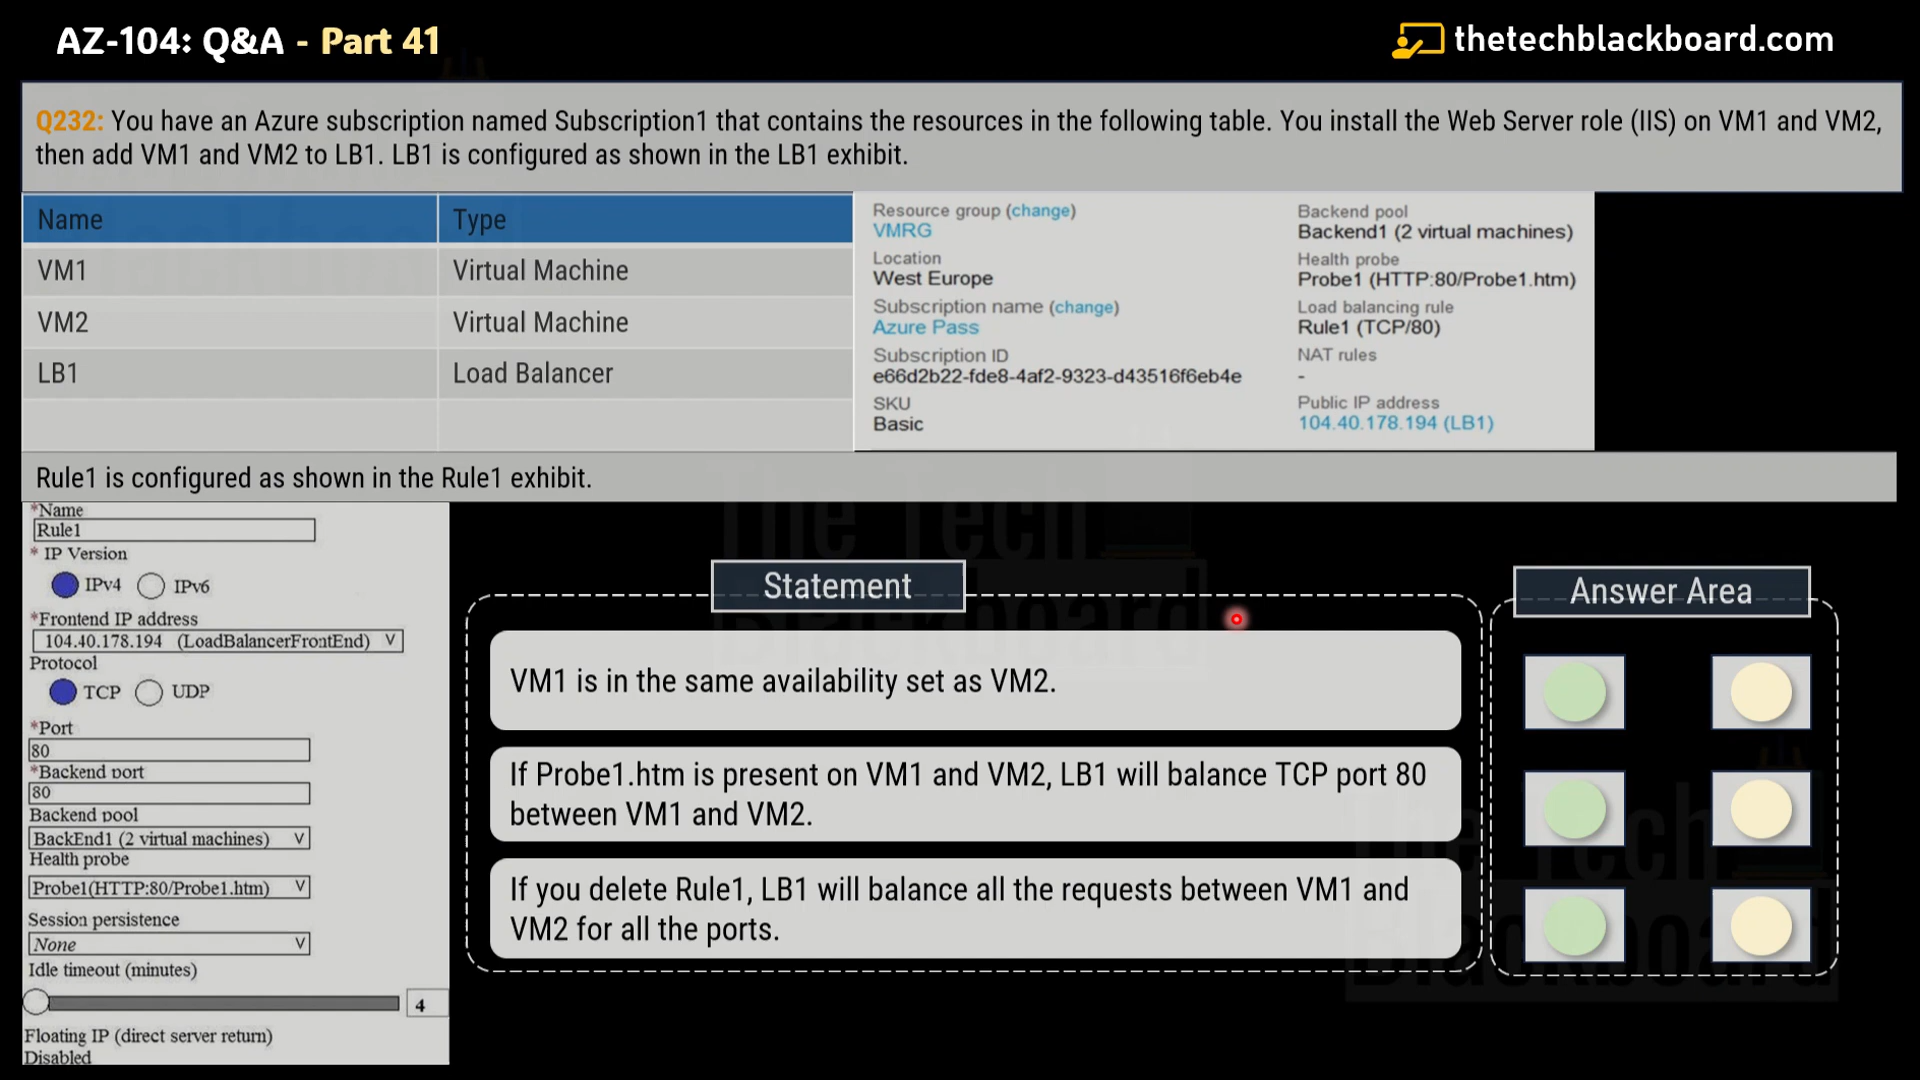 AZ-104: Q&A - Part 41
thetechblackboard.com
Q232: You have an Azure subscription named Subscription1 that contains the resources in the following table. You install the Web Server role (IIS) on VM1 and VM2,
then add VM1 and VM2 to LB1. LB1 is configured as shown in the LB1 exhibit.
Name Type
VM1 Virtual Machine
VM2 Virtual Machine
LB1 Load Balancer
Resource group (change)
VMRG
Location
West Europe
Subscription name (change)
Azure Pass
Subscription ID
e66d2b22-fde8-4af2-9323-d43516f6eb4e
SKU
Basic
Backend pool
Backend1 (2 virtual machines)
Health probe
Probe1 (HTTP:80/Probe1.htm)
Load balancing rule
Rule1 (TCP/80)
NAT rules
-
Public IP address
104.40.178.194 (LB1)
Rule1 is configured as shown in the Rule1 exhibit.
*Name
Rule1
* IP Version
IPv4 IPv6
*Frontend IP address
104.40.178.194 (LoadBalancerFrontEnd) V
Protocol
TCP UDP
*Port
80
*Backend port
80
Backend pool
BackEnd1 (2 virtual machines) V
Health probe
Probe1(HTTP:80/Probe1.htm) V
Session persistence
None V
Idle timeout (minutes)
4
Floating IP (direct server return)
Disabled
The Tech
Blackboard
Statement
VM1 is in the same availability set as VM2.
If Probe1.htm is present on VM1 and VM2, LB1 will balance TCP port 80
between VM1 and VM2.
If you delete Rule1, LB1 will balance all the requests between VM1 and
VM2 for all the ports.
Answer Area
The Tech
Blackboard